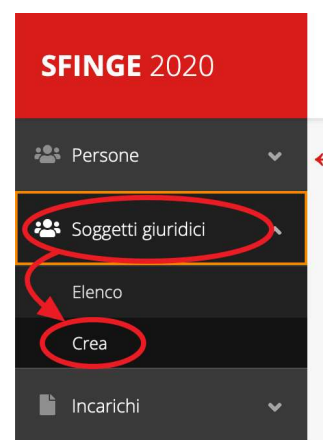 SFINGE 2020
Persone
Soggetti giuridici
Elenco
Crea
Incarichi